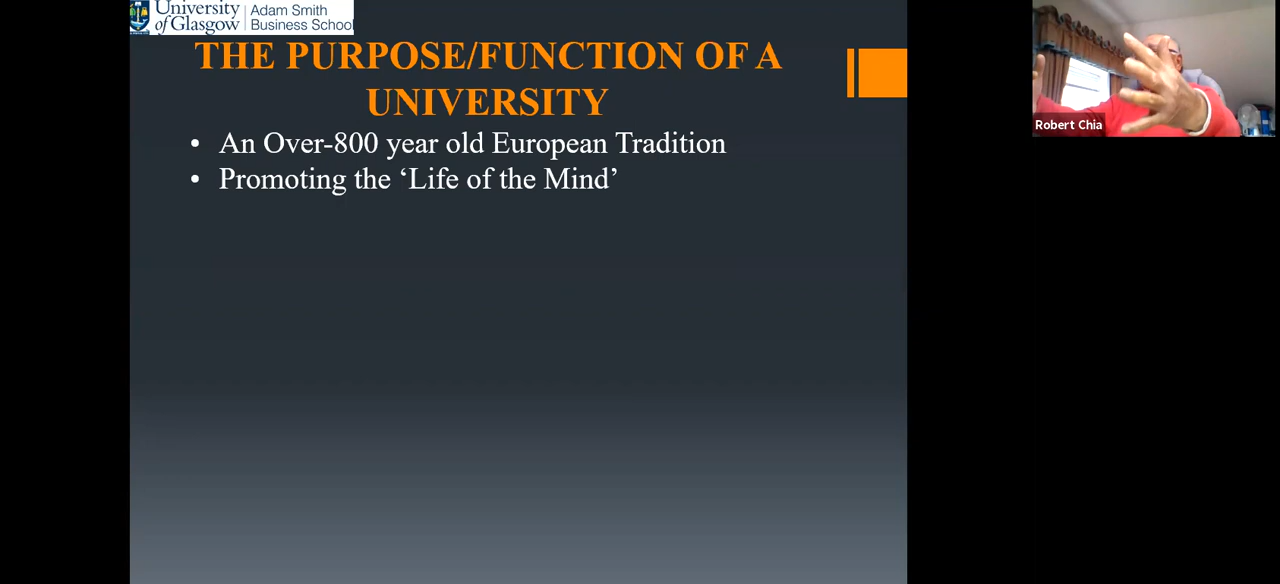 University of Glasgow
Adam Smith Business School
THE PURPOSE/FUNCTION OF A
UNIVERSITY
• An Over-800 year old European Tradition
• Promoting the ‘Life of the Mind’
Robert Chia